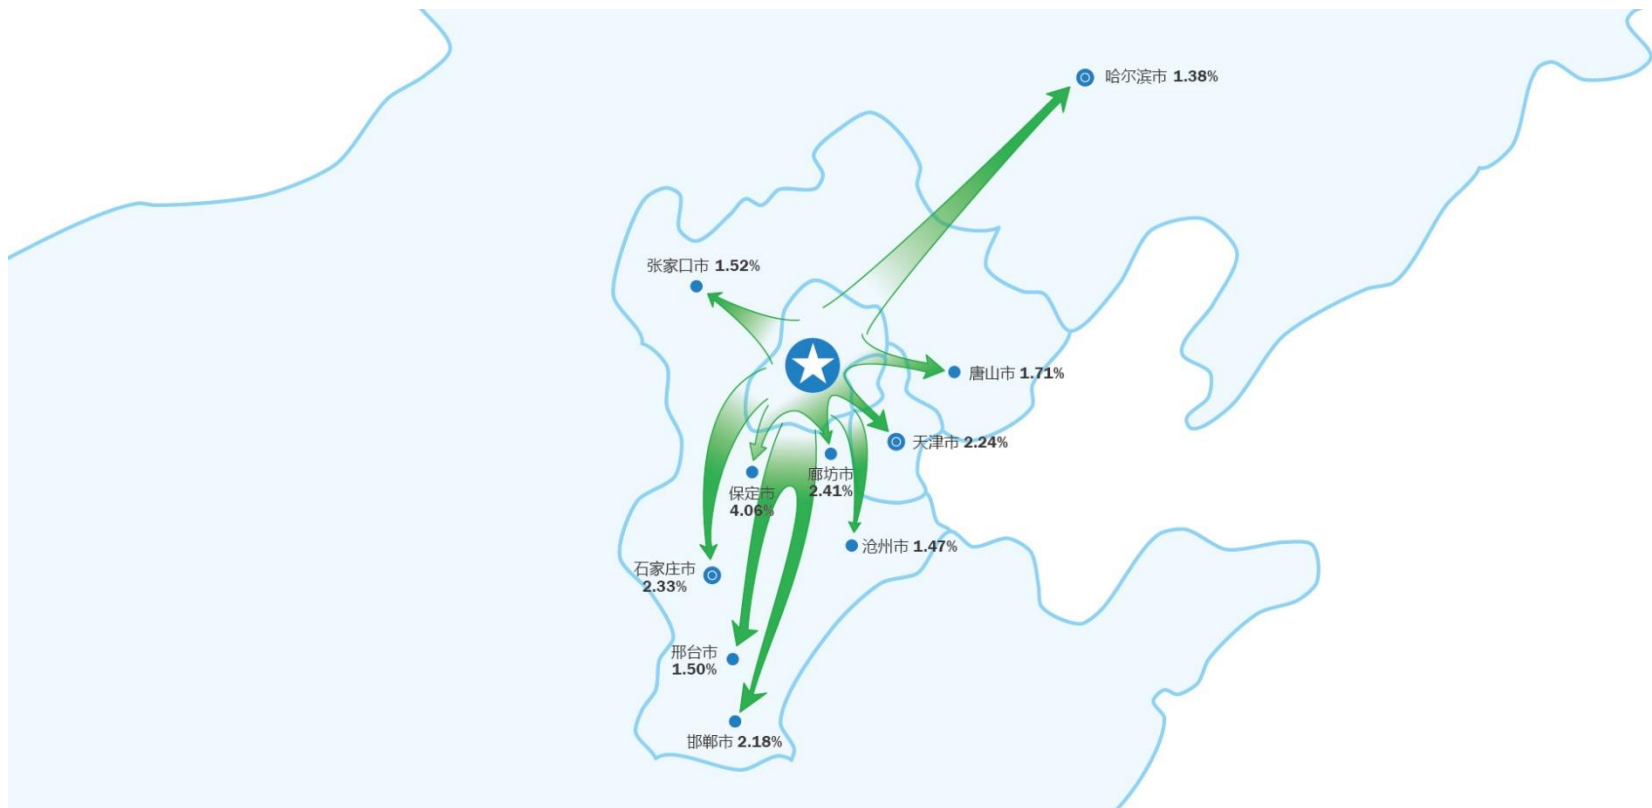 哈尔滨市 1.38%
张家口市 1.52%
唐山市 1.71%
天津市 2.24%
廊坊市
2.41%
保定市
4.06%
沧州市 1.47%
石家庄市
2.33%
邢台市
1.50%
邯郸市 2.18%